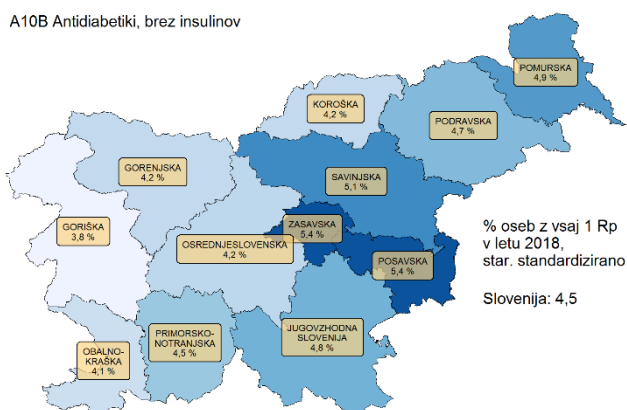 A10B Antidiabetiki, brez insulinov
POMURSKA
4,9 %
KOROŠKA
4,2 %
PODRAVSKA
4,7 %
GORENJSKA
4,2 %
SAVINJSKA
5,1 %
ZASAVSKA
5,4 %
GORIŠKA
3,8 %
OSREDNJESLOVENSKA
4,2 %
POSAVSKA
5,4 %
% oseb z vsaj 1 Rp
v letu 2018,
star. standardizirano
Slovenija: 4,5
PRIMORSKO-
NOTRANJSKA
4,5 %
JUGOVZHODNA
SLOVENIJA
4,8 %
OBALNO-
KRAŠKA
4,1 %